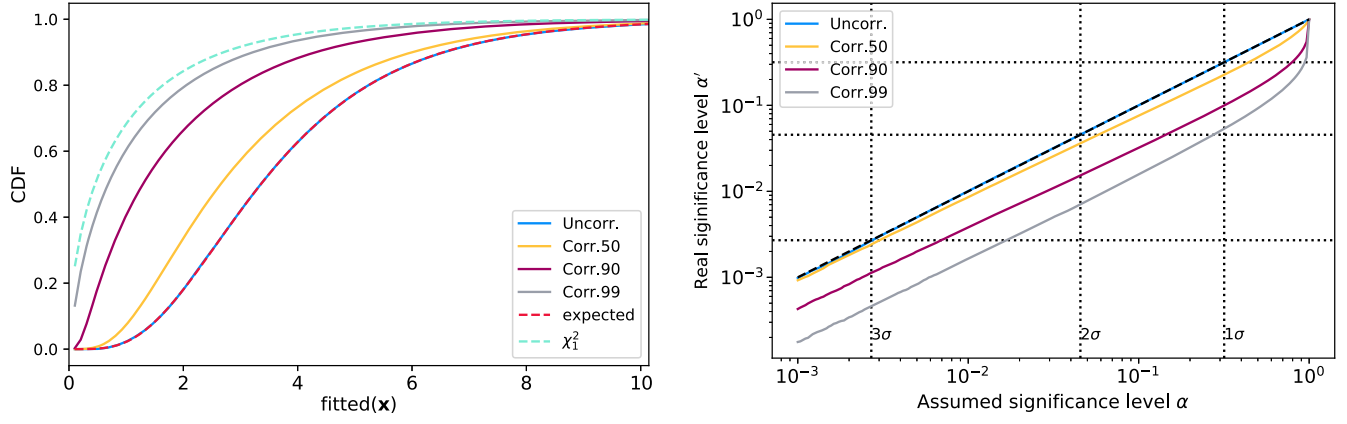 CDF
1.0
0.8
0.6
0.4
0.2
0.0
0 2 4 6 8 10
fitted(x)
Uncorr.
Corr.50
Corr.90
Corr.99
expected
χ₁²
Real siginificance level α′
10⁰
10⁻¹
10⁻²
10⁻³
Uncorr.
Corr.50
Corr.90
Corr.99
3σ 2σ 1σ
10⁻³ 10⁻² 10⁻¹ 10⁰
Assumed significance level α